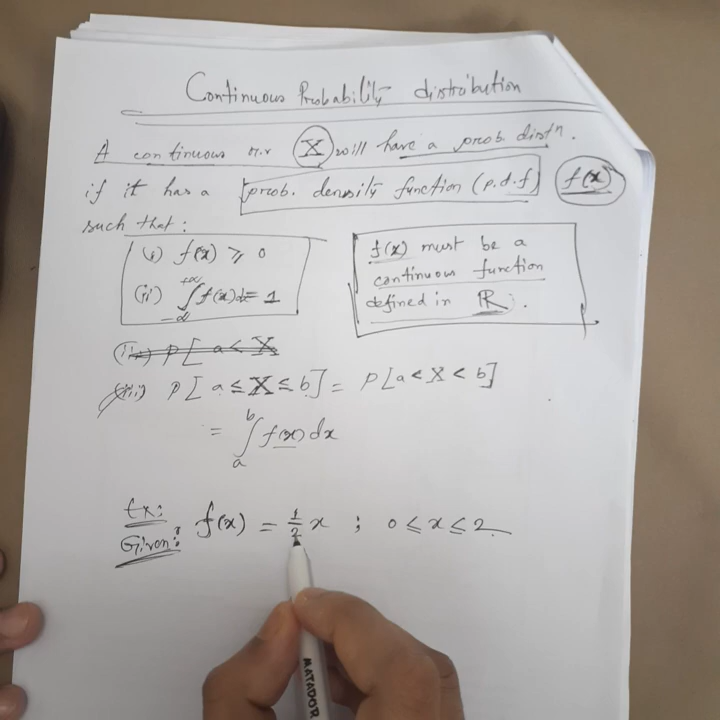 Continuous Probability distribution
A continuous r.v X will have a prob. distn.
if it has a prob. density function (p.d.f) f(x)
such that:
(i) f(x) ≥ 0
(ii) ∫_{-∞}^{+∞} f(x)dx = 1
f(x) must be a
continuous function
defined in ℝ.
(iii) P[ a < X
(iii) P[ a ≤ X ≤ b ] = P[ a < X < b ]
= ∫_a^b f(x) dx
Ex:
Given: f(x) = 1/2 x ; 0 ≤ x ≤ 2
MATADOR